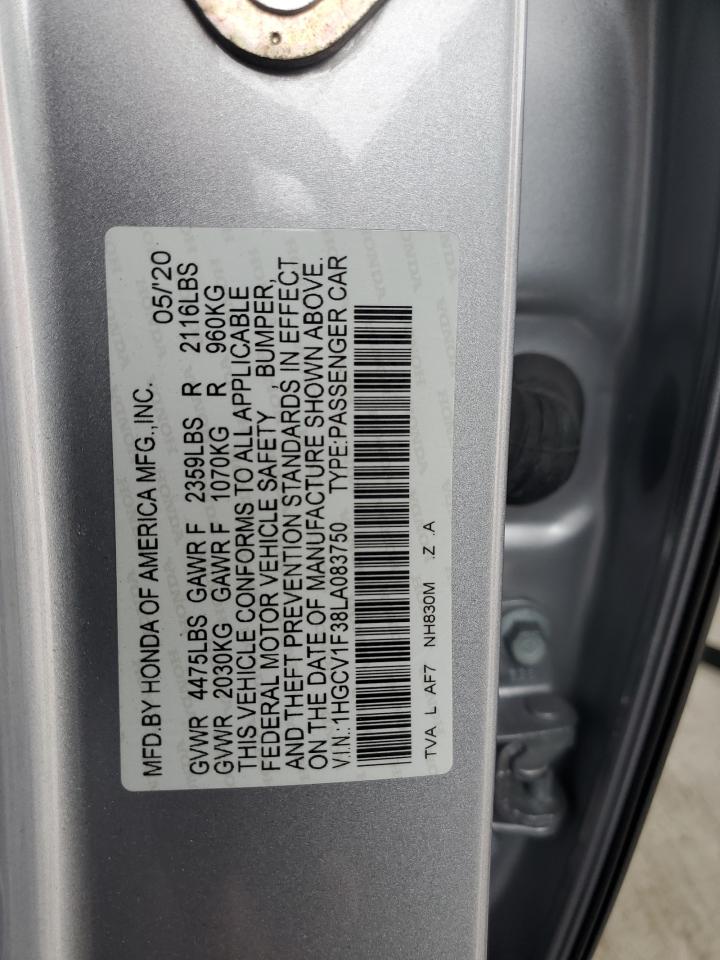 MFD.BY HONDA OF AMERICA MFG.,INC. 05/'20
GVWR 4475LBS GAWR F 2359LBS R 2116LBS
GVWR 2030KG GAWR F 1070KG R 960KG
THIS VEHICLE CONFORMS TO ALL APPLICABLE
FEDERAL MOTOR VEHICLE SAFETY , BUMPER,
AND THEFT PREVENTION STANDARDS IN EFFECT
ON THE DATE OF MANUFACTURE SHOWN ABOVE.
V.I.N.:1HGCV1F38LA083750 TYPE:PASSENGER CAR
TVA L AF7 NH830M Z .A